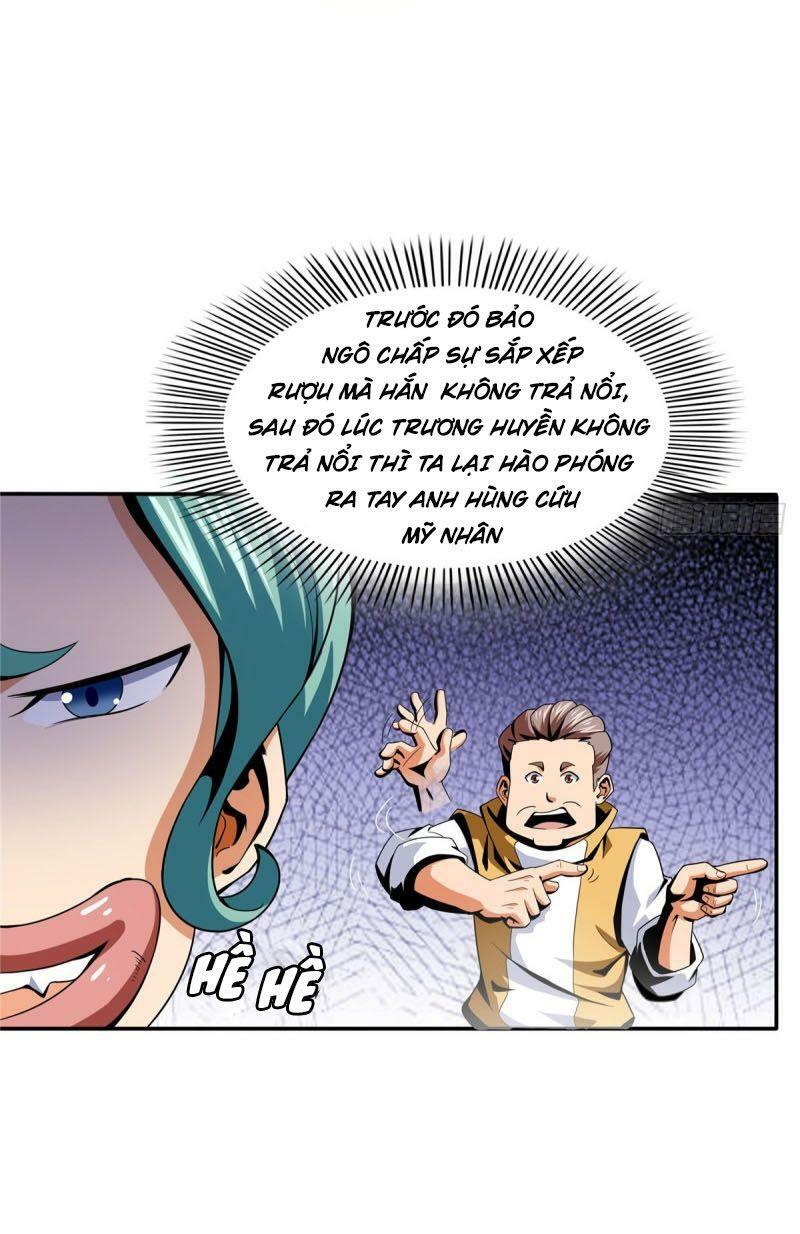 TRƯỚC ĐÓ BẢO
NGÔ CHẤP SỰ SẮP XẾP
RƯỢU MÀ HẮN KHÔNG TRẢ NỔI,
SAU ĐÓ LÚC TRƯƠNG HUYỀN KHÔNG
TRẢ NỔI THÌ TA LẠI HÀO PHÓNG
RA TAY ANH HÙNG CỨU
MỸ NHÂN
HỀ HỀ